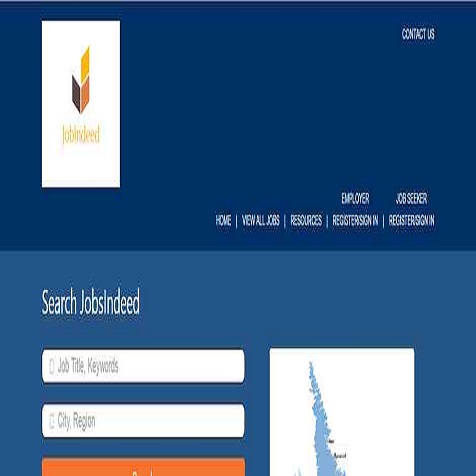 CONTACT US
JobIndeed
EMPLOYER JOB SEEKER
HOME | VIEW ALL JOBS | RESOURCES | REGISTER/SIGN IN | REGISTER/SIGN IN
Search JobsIndeed
Job Title, Keywords
City, Region